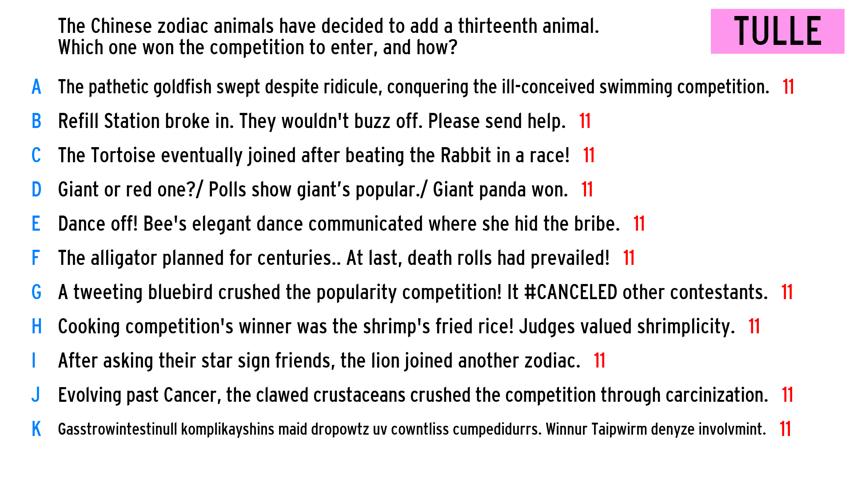 The Chinese zodiac animals have decided to add a thirteenth animal.
Which one won the competition to enter, and how?
TULLE
A The pathetic goldfish swept despite ridicule, conquering the ill-conceived swimming competition. 11
B Refill Station broke in. They wouldn't buzz off. Please send help. 11
C The Tortoise eventually joined after beating the Rabbit in a race! 11
D Giant or red one?/ Polls show giant's popular./ Giant panda won. 11
E Dance off! Bee's elegant dance communicated where she hid the bribe. 11
F The alligator planned for centuries.. At last, death rolls had prevailed! 11
G A tweeting bluebird crushed the popularity competition! It #CANCELED other contestants. 11
H Cooking competition's winner was the shrimp's fried rice! Judges valued shrimplicity. 11
I After asking their star sign friends, the lion joined another zodiac. 11
J Evolving past Cancer, the clawed crustaceans crushed the competition through carcinization. 11
K Gasstrowintestinull komplikayshins maid dropowtz uv cowntliss cumpedidurrs. Winnur Taipwirm denyze involvmint. 11